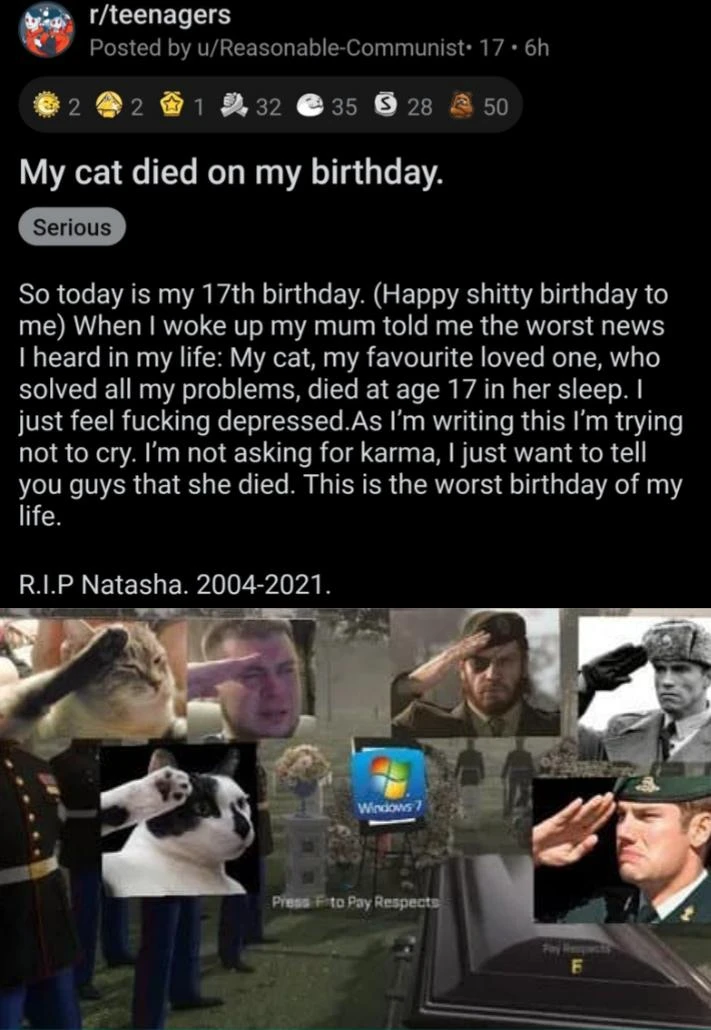 r/teenagers
Posted by u/Reasonable-Communist• 17 • 6h
2 2 1 32 35 S 28 50
My cat died on my birthday.
Serious
So today is my 17th birthday. (Happy shitty birthday to
me) When I woke up my mum told me the worst news
I heard in my life: My cat, my favourite loved one, who
solved all my problems, died at age 17 in her sleep. I
just feel fucking depressed.As I'm writing this I'm trying
not to cry. I'm not asking for karma, I just want to tell
you guys that she died. This is the worst birthday of my
life.
R.I.P Natasha. 2004-2021.
Windows 7
Press F to Pay Respects
Pay Respects
F